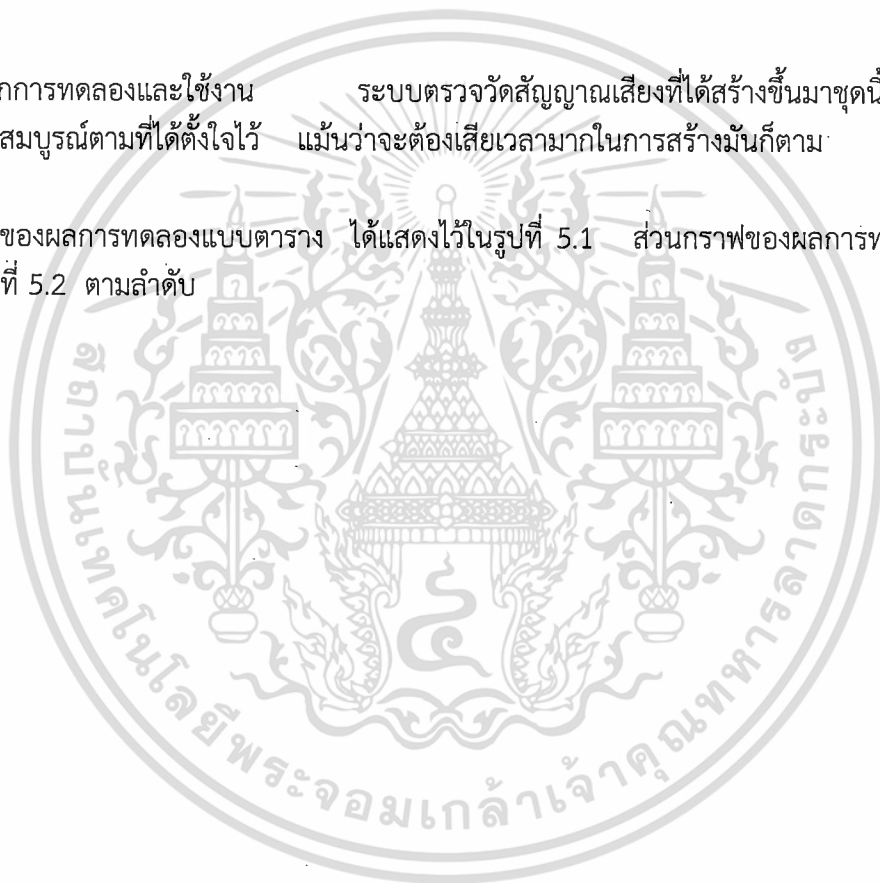 กการทดลองและใช้งาน ระบบตรวจวัดสัญญาณเสียงที่ได้สร้างขึ้นมาชุดนี้
สมบูรณ์ตามที่ได้ตั้งใจไว้ แม้นว่าจะต้องเสียเวลามากในการสร้างมันก็ตาม
ของผลการทดลองแบบตาราง ได้แสดงไว้ในรูปที่ 5.1 ส่วนกราฟของผลการท
ที่ 5.2 ตามลำดับ
สถาบันเทคโนโลยีพระจอมเกล้าเจ้าคุณทหารลาดกระบัง